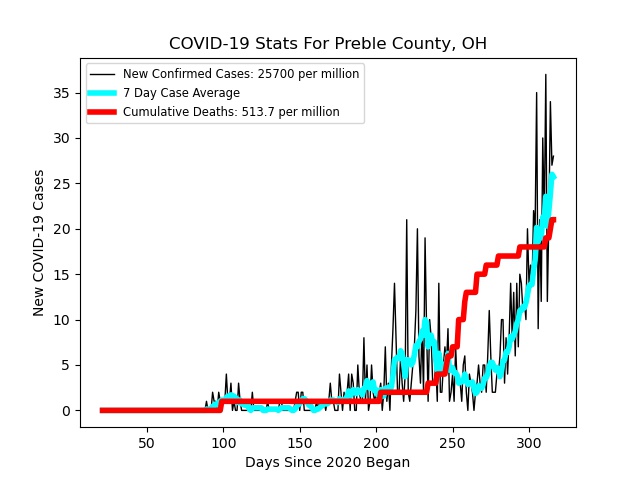 COVID-19 Stats For Preble County, OH
New Confirmed Cases: 25700 per million
7 Day Case Average
Cumulative Deaths: 513.7 per million
New COVID-19 Cases
35
30
25
20
15
10
5
0
50 100 150 200 250 300
Days Since 2020 Began